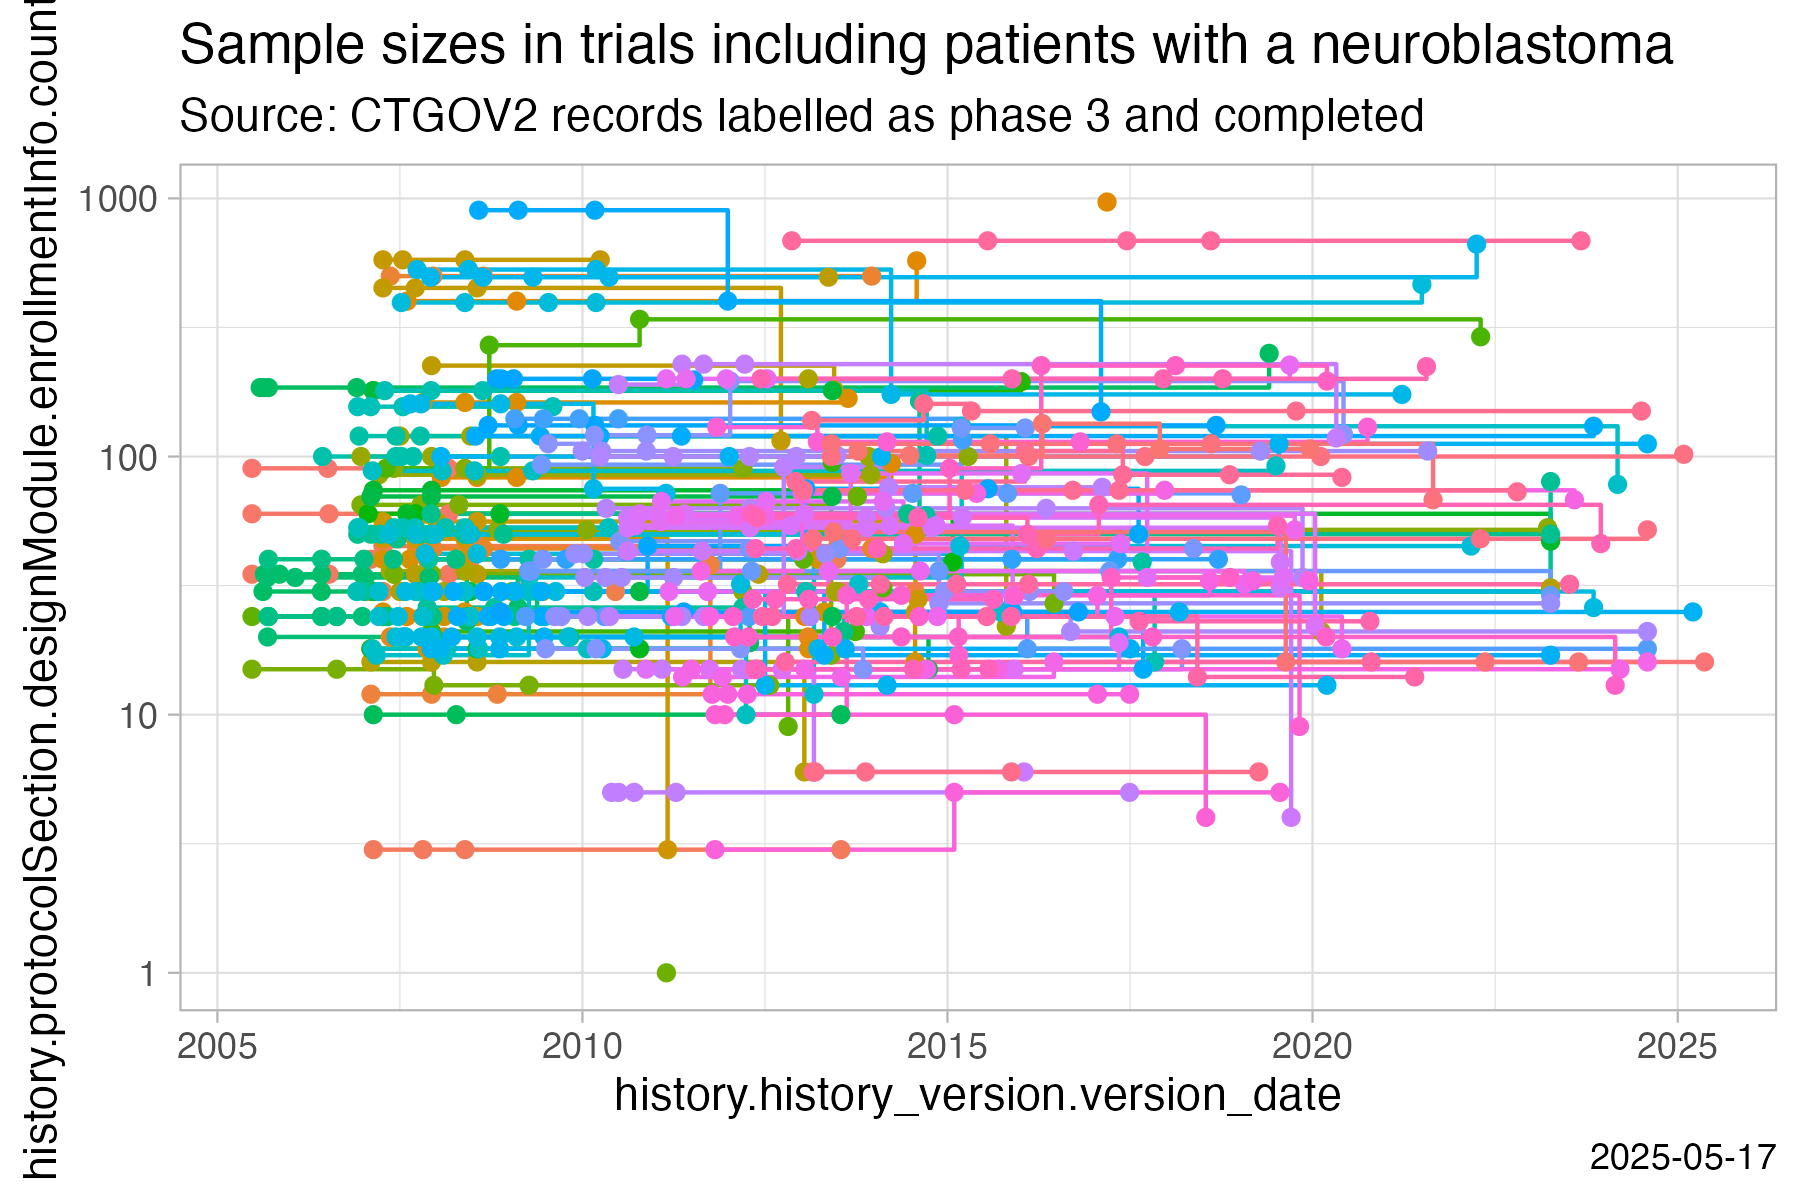 Sample sizes in trials including patients with a neuroblastoma
Source: CTGOV2 records labelled as phase 3 and completed
history.protocolSection.designModule.enrollmentInfo.count
1000
100
10
1
2005 2010 2015 2020 2025
history.history_version.version_date
2025-05-17